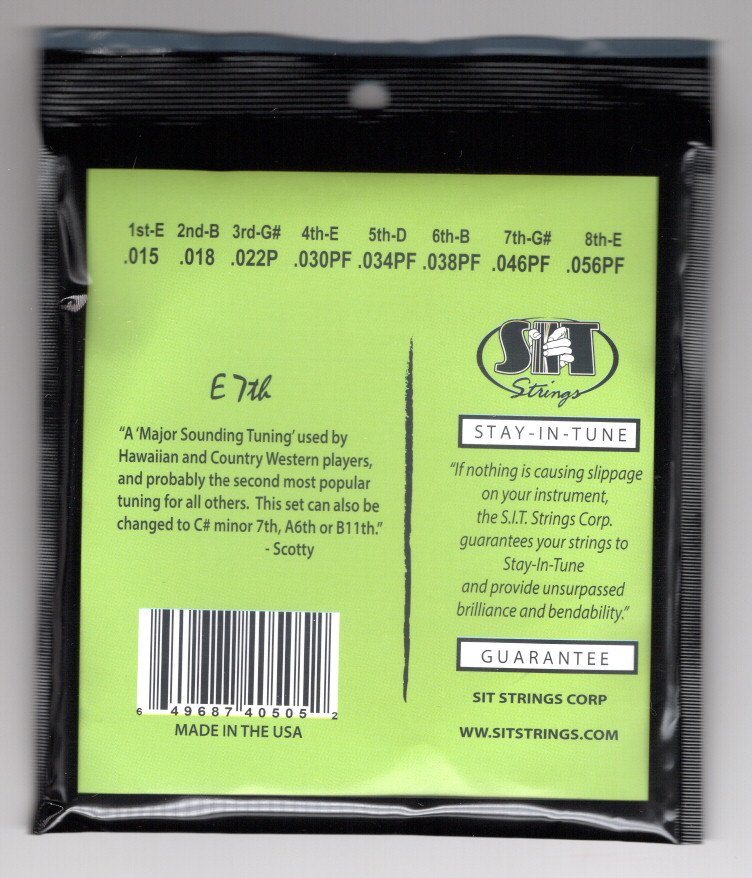 1st-E 2nd-B 3rd-G# 4th-E 5th-D 6th-B 7th-G# 8th-E
.015 .018 .022P .030PF .034PF .038PF .046PF .056PF
E 7th
"A 'Major Sounding Tuning' used by
Hawaiian and Country Western players,
and probably the second most popular
tuning for all others. This set can also be
changed to C# minor 7th, A6th or B11th."
- Scotty
6 49687 40505 2
MADE IN THE USA
SIT
Strings
STAY-IN-TUNE
"If nothing is causing slippage
on your instrument,
the S.I.T. Strings Corp.
guarantees your strings to
Stay-In-Tune
and provide unsurpassed
brilliance and bendability."
GUARANTEE
SIT STRINGS CORP
WWW.SITSTRINGS.COM